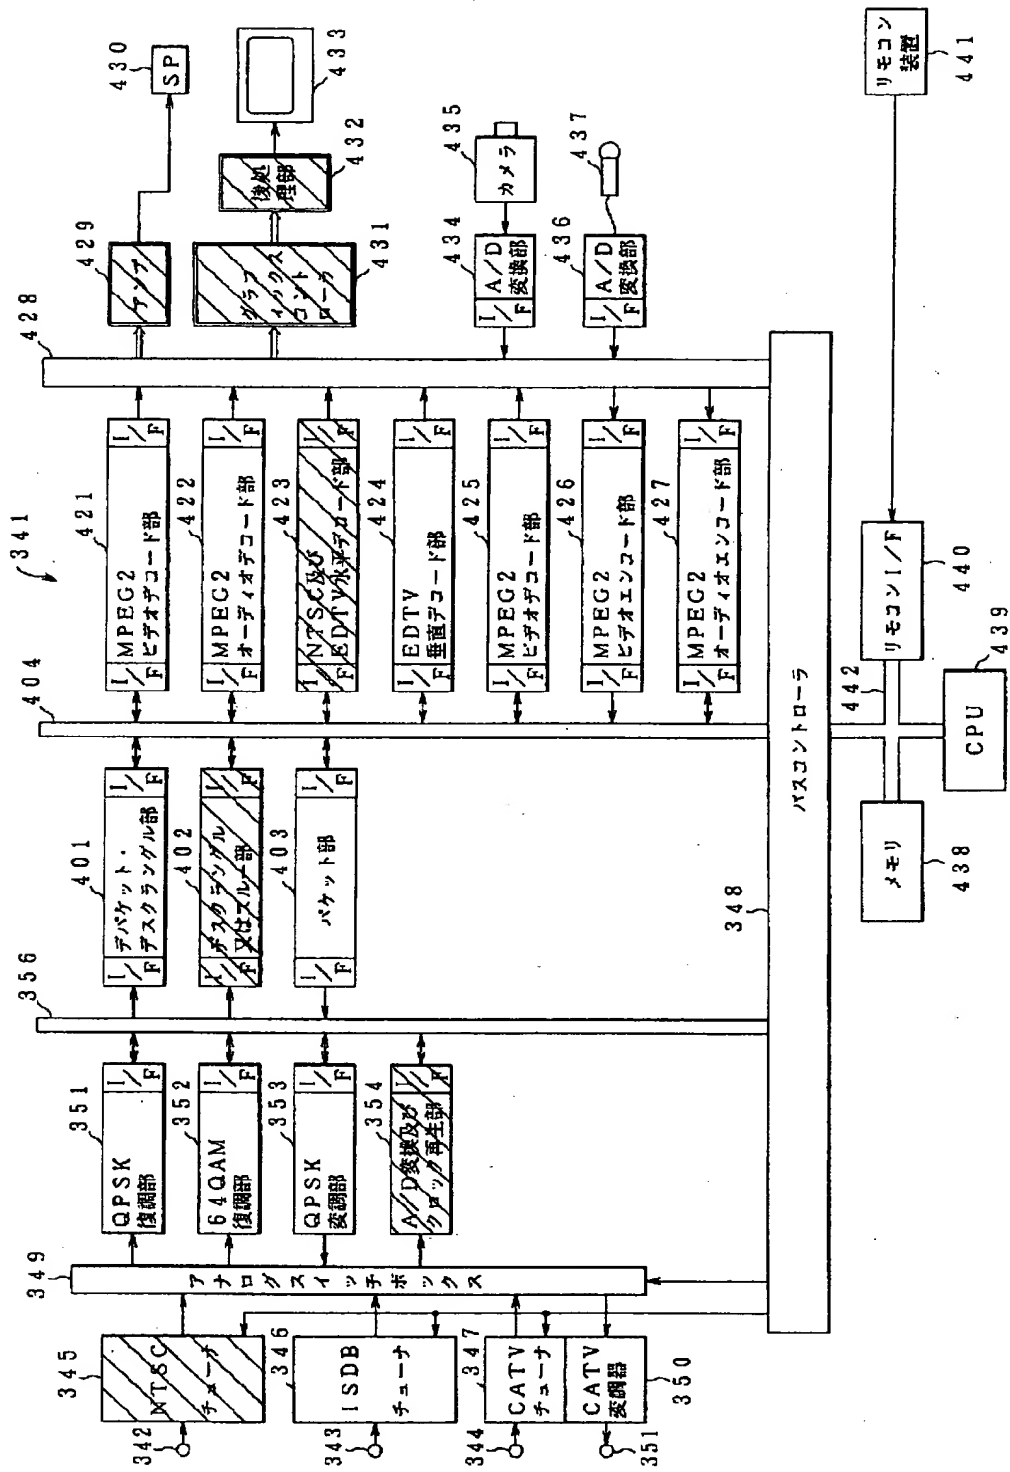 341
342
343
344
351
345
NTSC
チューナ
346
ISDB
チューナ
347
CATV
チューナ
CATV
変調器
350
349
アナログスイッチボックス
351
QPSK
復調部
I/F
352
64QAM
復調部
I/F
353
QPSK
変調部
I/F
354
A/D変換及び
クロック再生部
I/F
356
401
I/F
デパケット・
デスクランブル部
I/F
402
I/F
デスクランブル
又はスルー部
I/F
403
I/F
パケット部
I/F
404
421
I/F
MPEG2
ビデオデコード部
I/F
422
I/F
MPEG2
オーディオデコード部
I/F
423
I/F
NTSC及び
EDTV水平デコード部
I/F
424
I/F
EDTV
垂直デコード部
I/F
425
I/F
MPEG2
ビデオデコード部
I/F
426
I/F
MPEG2
ビデオエンコード部
I/F
427
I/F
MPEG2
オーディオエンコード部
I/F
428
429
アンプ
430
SP
431
グラフ
ィックス
コント
ローラ
432
後処
理部
433
434
I/F
A/D
変換部
435
カメラ
436
I/F
A/D
変換部
437
348
バスコントローラ
438
メモリ
442
439
CPU
440
リモコンI/F
441
リモコン
装置